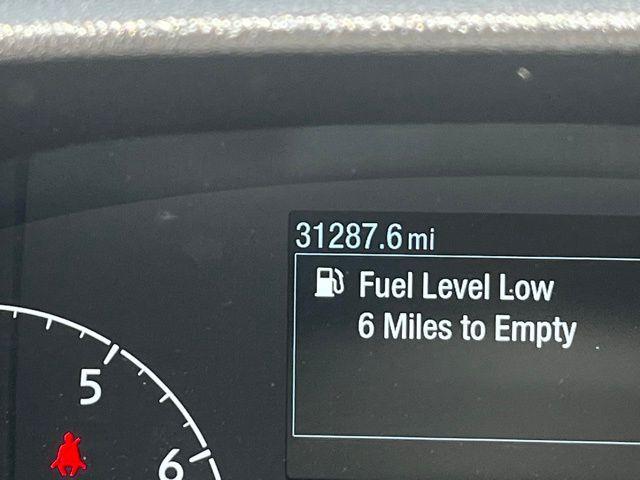 31287.6 mi
Fuel Level Low
6 Miles to Empty
5
6